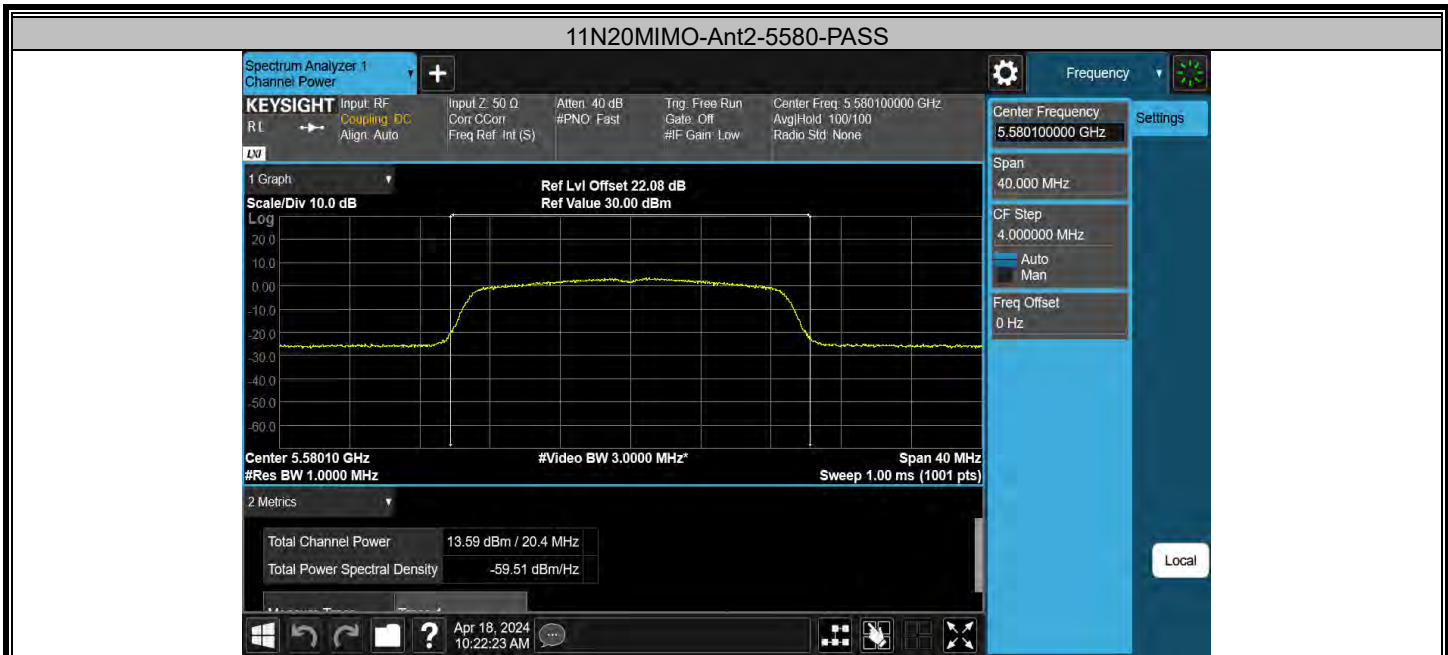 11N20MIMO-Ant2-5580-PASS
Spectrum Analyzer 1
Channel Power
Frequency
KEYSIGHT
RL
LXI
Input: RF
Coupling: DC
Align: Auto
Input Z: 50 Ω
Corr CCorr
Freq Ref: Int (S)
Atten: 40 dB
#PNO: Fast
Trig: Free Run
Gate: Off
#IF Gain: Low
Center Freq: 5.580100000 GHz
Avg|Hold: 100/100
Radio Std: None
Center Frequency
5.580100000 GHz
Settings
Span
40.000 MHz
CF Step
4.000000 MHz
Auto
Man
Freq Offset
0 Hz
1 Graph
Scale/Div 10.0 dB
Ref Lvl Offset 22.08 dB
Ref Value 30.00 dBm
Log
20.0
10.0
0.00
-10.0
-20.0
-30.0
-40.0
-50.0
-60.0
Center 5.58010 GHz
#Res BW 1.0000 MHz
#Video BW 3.0000 MHz*
Span 40 MHz
Sweep 1.00 ms (1001 pts)
2 Metrics
Total Channel Power 13.59 dBm / 20.4 MHz
Total Power Spectral Density -59.51 dBm/Hz
Local
?
Apr 18, 2024
10:22:23 AM